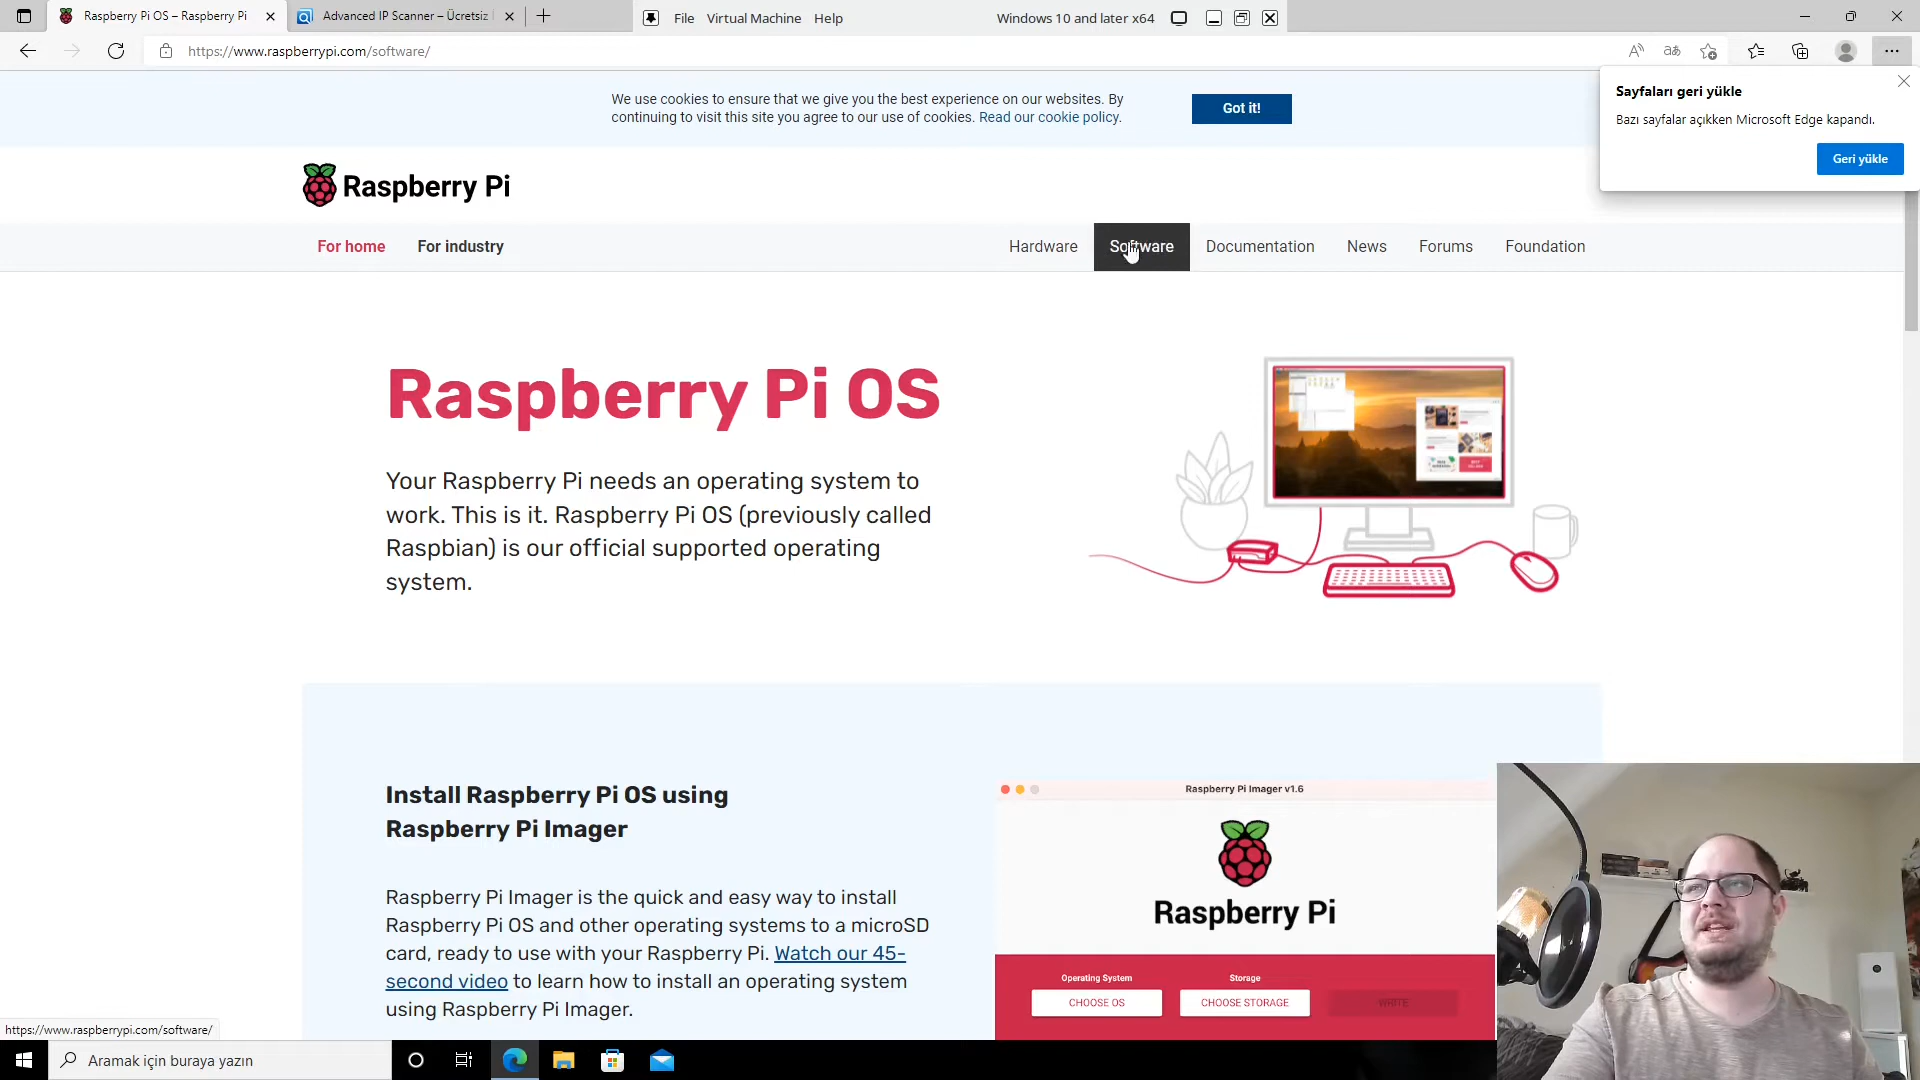 Raspberry Pi OS – Raspberry Pi
Advanced IP Scanner – Ücretsiz
File Virtual Machine Help
Windows 10 and later x64
https://www.raspberrypi.com/software/
We use cookies to ensure that we give you the best experience on our websites. By
continuing to visit this site you agree to our use of cookies. Read our cookie policy.
Got it!
Sayfaları geri yükle
Bazı sayfalar açıkken Microsoft Edge kapandı.
Geri yükle
Raspberry Pi
For home For industry
Hardware Software Documentation News Forums Foundation
Raspberry Pi OS
Your Raspberry Pi needs an operating system to
work. This is it. Raspberry Pi OS (previously called
Raspbian) is our official supported operating
system.
Install Raspberry Pi OS using
Raspberry Pi Imager
Raspberry Pi Imager is the quick and easy way to install
Raspberry Pi OS and other operating systems to a microSD
card, ready to use with your Raspberry Pi. Watch our 45-
second video to learn how to install an operating system
using Raspberry Pi Imager.
Raspberry Pi Imager v1.6
Raspberry Pi
Operating System Storage
CHOOSE OS CHOOSE STORAGE WRITE
https://www.raspberrypi.com/software/
Aramak için buraya yazın